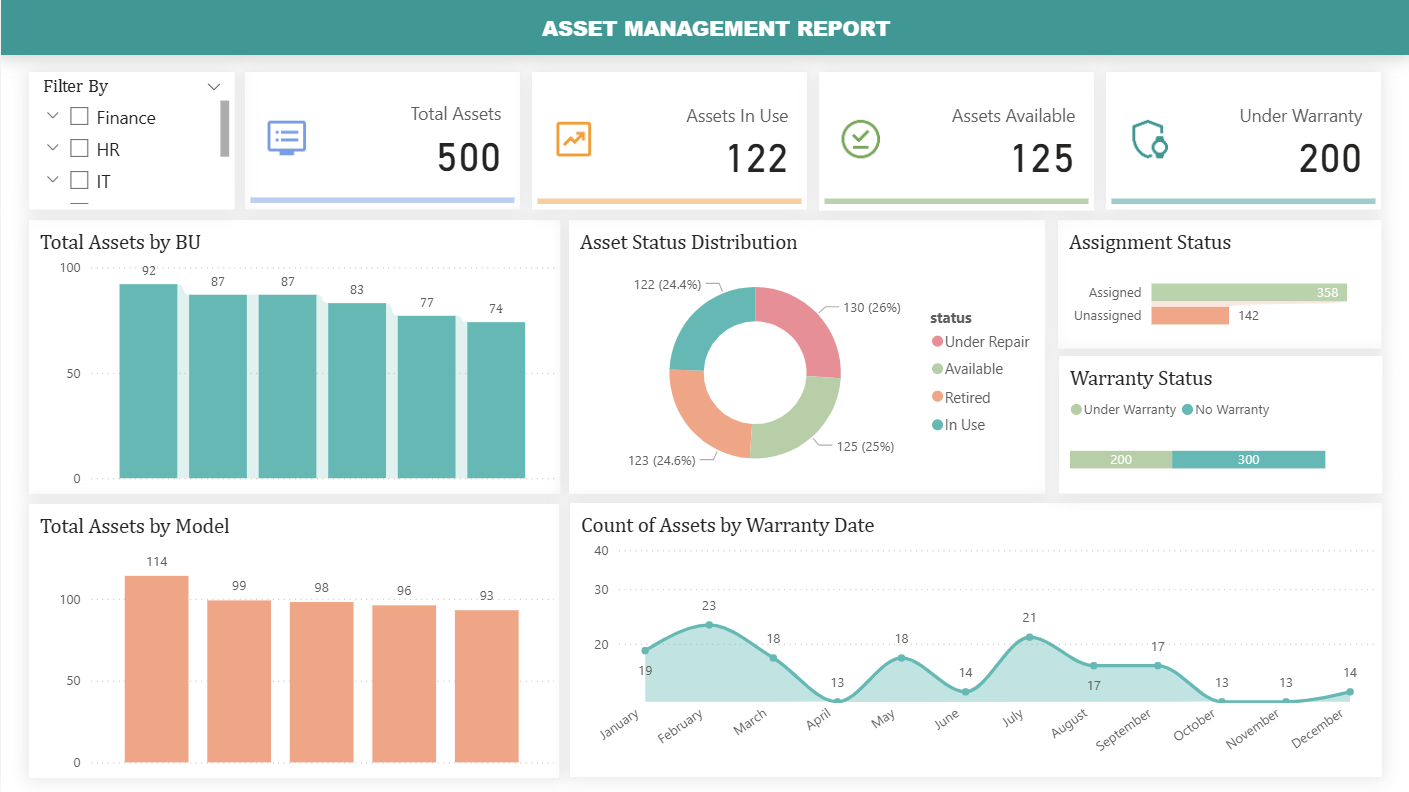 ASSET MANAGEMENT REPORT
Filter By
Finance
HR
IT
Total Assets
500
Assets In Use
122
Assets Available
125
Under Warranty
200
Total Assets by BU
100
50
0
92
87
87
83
77
74
Asset Status Distribution
122 (24.4%)
130 (26%)
123 (24.6%)
125 (25%)
status
Under Repair
Available
Retired
In Use
Assignment Status
Assigned
358
Unassigned
142
Warranty Status
Under Warranty
No Warranty
200
300
Total Assets by Model
100
50
0
114
99
98
96
93
Count of Assets by Warranty Date
40
30
20
19
23
18
13
18
14
21
17
17
13
13
14
January
February
March
April
May
June
July
August
September
October
November
December